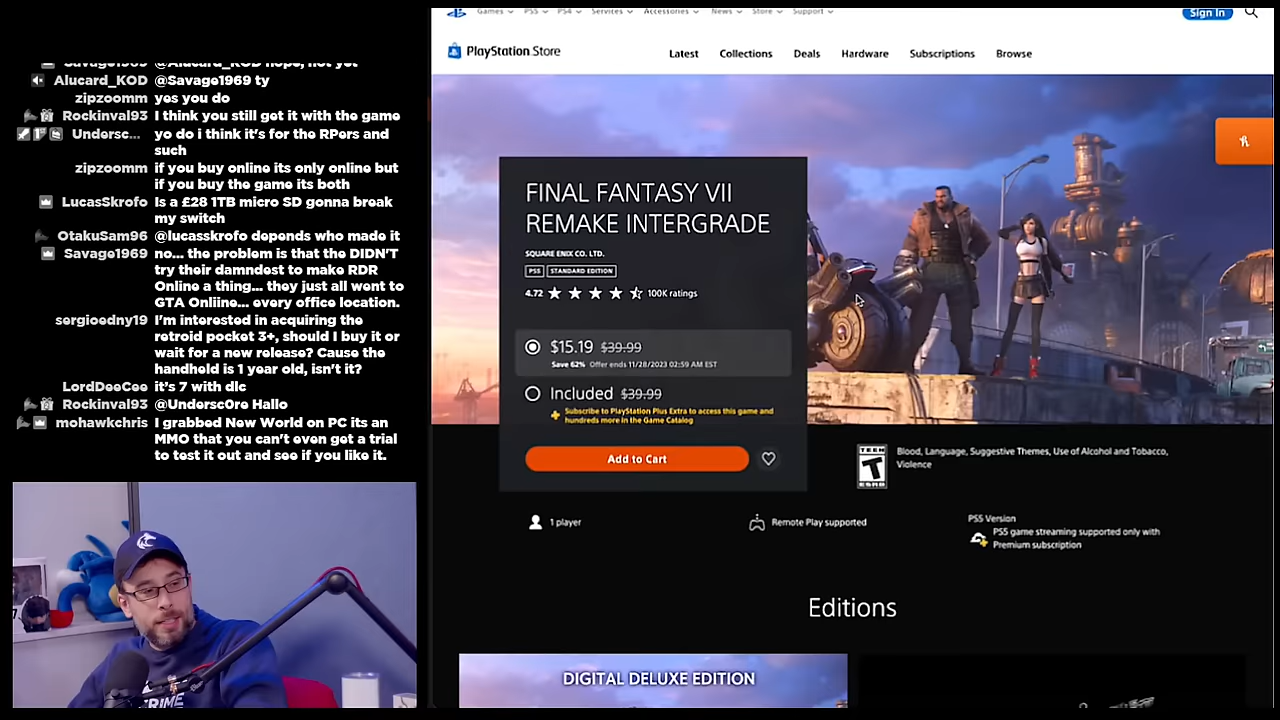 @Alucard_KOD nope, not yet
Alucard_KOD @Savage1969 ty
zipzoomm yes you do
Rockinval93 I think you still get it with the game
Undersc... yo do i think it's for the RPers and
such
zipzoomm if you buy online its only online but
if you buy the game its both
LucasSkrofo Is a £28 1TB micro SD gonna break
my switch
OtakuSam96 @lucasskrofo depends who made it
Savage1969 no... the problem is that the DIDN'T
try their damndest to make RDR
Online a thing... they just all went to
GTA Onliine... every office location.
sergioedny19 I'm interested in acquiring the
retroid pocket 3+, should I buy it or
wait for a new release? Cause the
handheld is 1 year old, isn't it?
LordDeeCee it's 7 with dlc
Rockinval93 @Undersc0re Hallo
mohawkchris I grabbed New World on PC its an
MMO that you can't even get a trial
to test it out and see if you like it.
Games PS5 PS4 Services Accessories News Store Support
Sign In
PlayStation Store
Latest Collections Deals Hardware Subscriptions Browse
FINAL FANTASY VII
REMAKE INTERGRADE
SQUARE ENIX CO. LTD.
PS5 STANDARD EDITION
4.72 100K ratings
$15.19 $39.99
Save 62% Offer ends 11/28/2023 02:59 AM EST
Included $39.99
Subscribe to PlayStation Plus Extra to access this game and
hundreds more in the Game Catalog
Add to Cart
TEEN
T
ESRB
Blood, Language, Suggestive Themes, Use of Alcohol and Tobacco,
Violence
1 player
Remote Play supported
PS5 Version
PS5 game streaming supported only with
Premium subscription
Editions
DIGITAL DELUXE EDITION